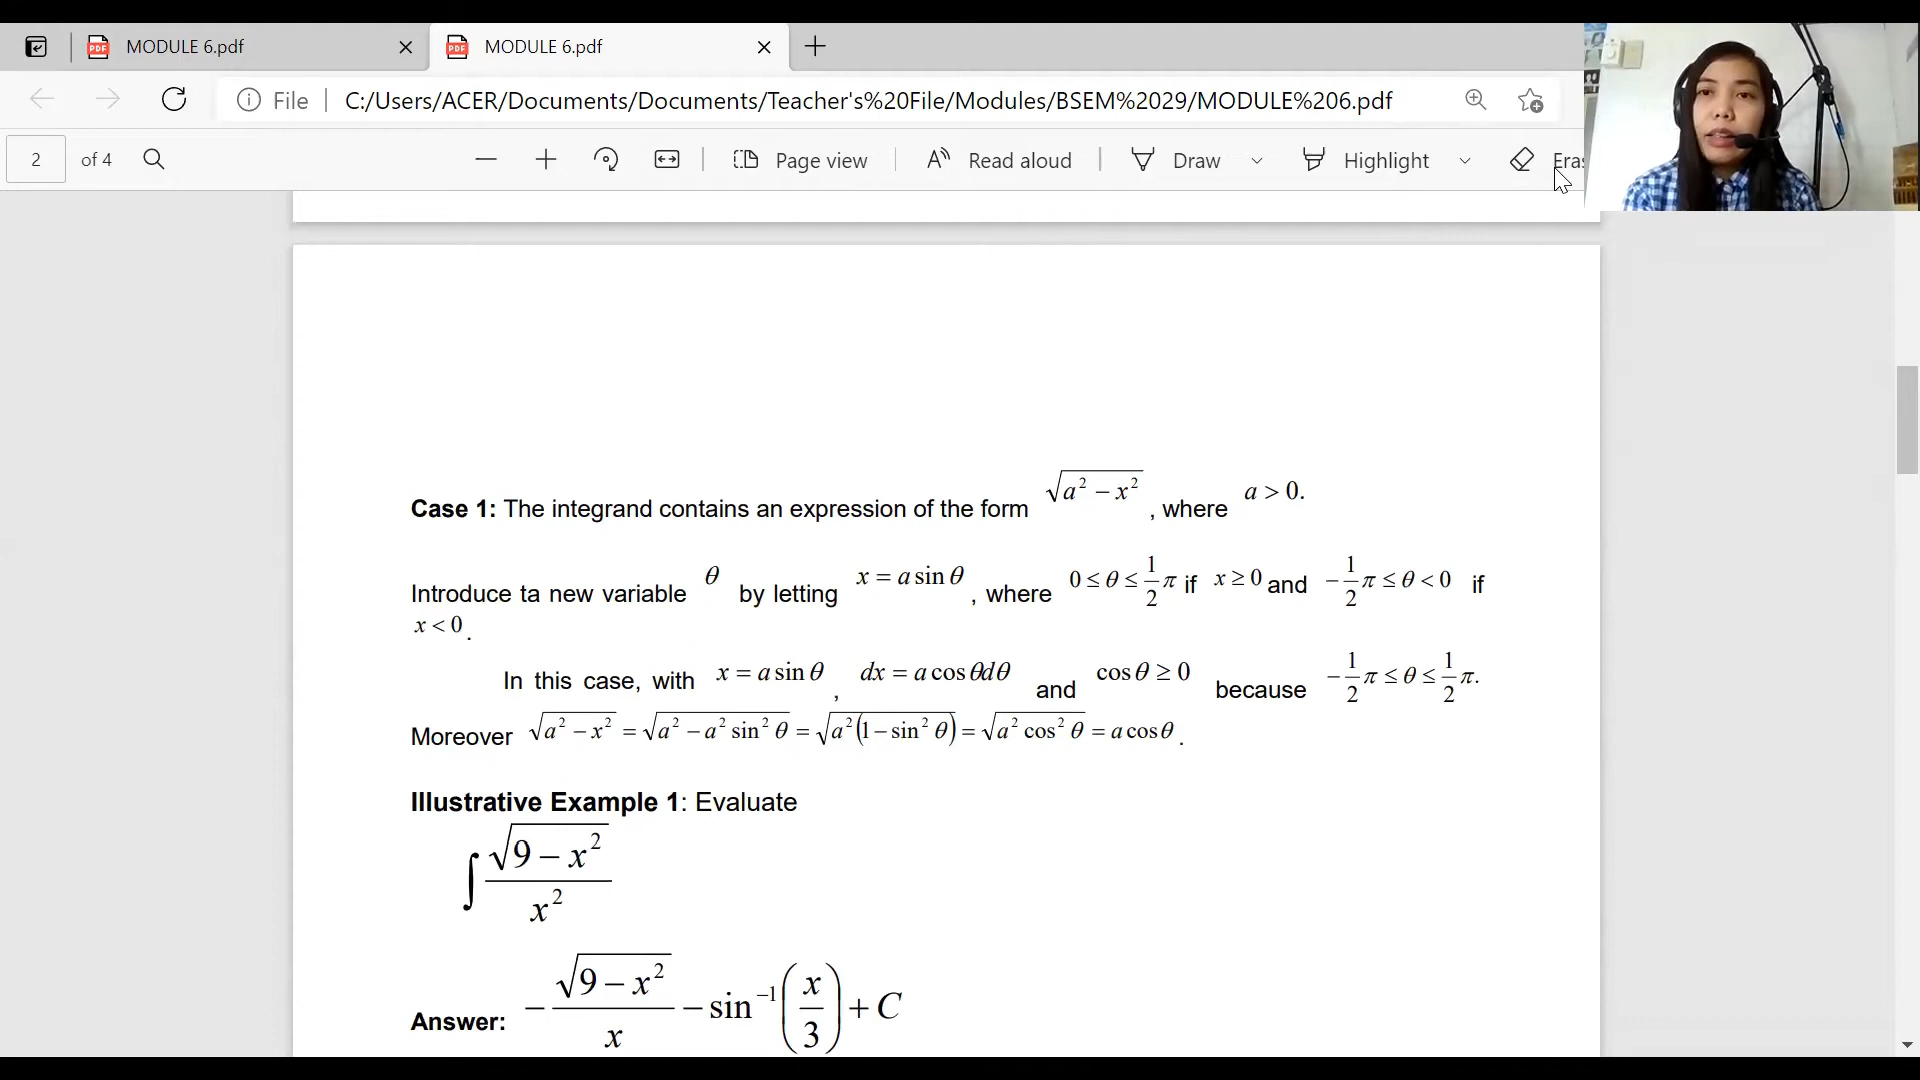 MODULE 6.pdf
MODULE 6.pdf
File | C:/Users/ACER/Documents/Documents/Teacher's%20File/Modules/BSEM%2029/MODULE%206.pdf
2 of 4 Page view Read aloud Draw Highlight Eras
Case 1: The integrand contains an expression of the form √(a² − x²) , where a > 0.
Introduce ta new variable θ by letting x = a sin θ , where 0 ≤ θ ≤ 1/2 π if x ≥ 0 and −1/2 π ≤ θ < 0 if
x < 0 .
In this case, with x = a sin θ , dx = a cos θdθ and cos θ ≥ 0 because −1/2 π ≤ θ ≤ 1/2 π.
Moreover √(a² − x²) = √(a² − a² sin² θ) = √(a²(1 − sin² θ)) = √(a² cos² θ) = a cos θ .
Illustrative Example 1: Evaluate
∫ √(9 − x²) / x²
Answer: − √(9 − x²) / x − sin⁻¹(x/3) + C